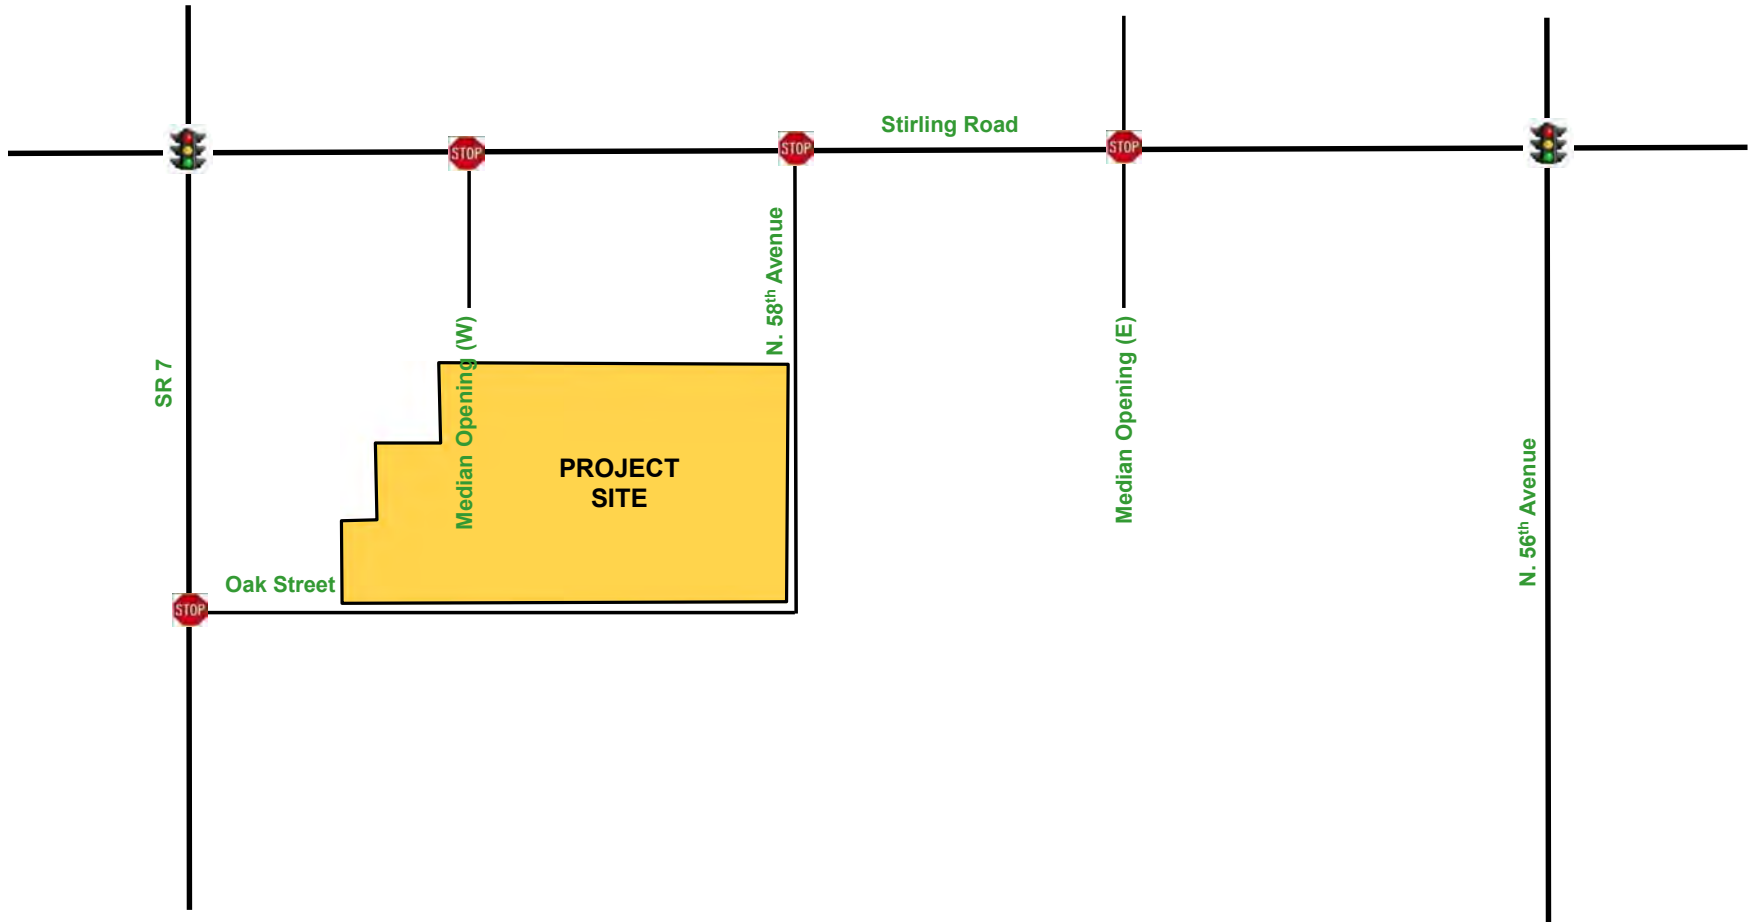 Stirling Road
STOP
STOP
STOP
N. 58th Avenue
Median Opening (W)
Median Opening (E)
SR 7
N. 56th Avenue
PROJECT
SITE
Oak Street
STOP